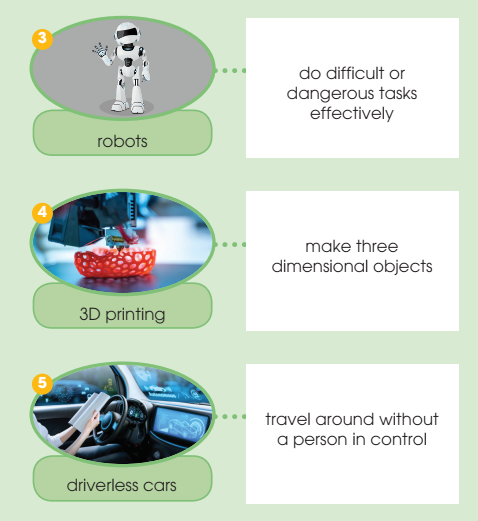 3
robots
do difficult or
dangerous tasks
effectively
4
3D printing
make three
dimensional objects
5
driverless cars
travel around without
a person in control